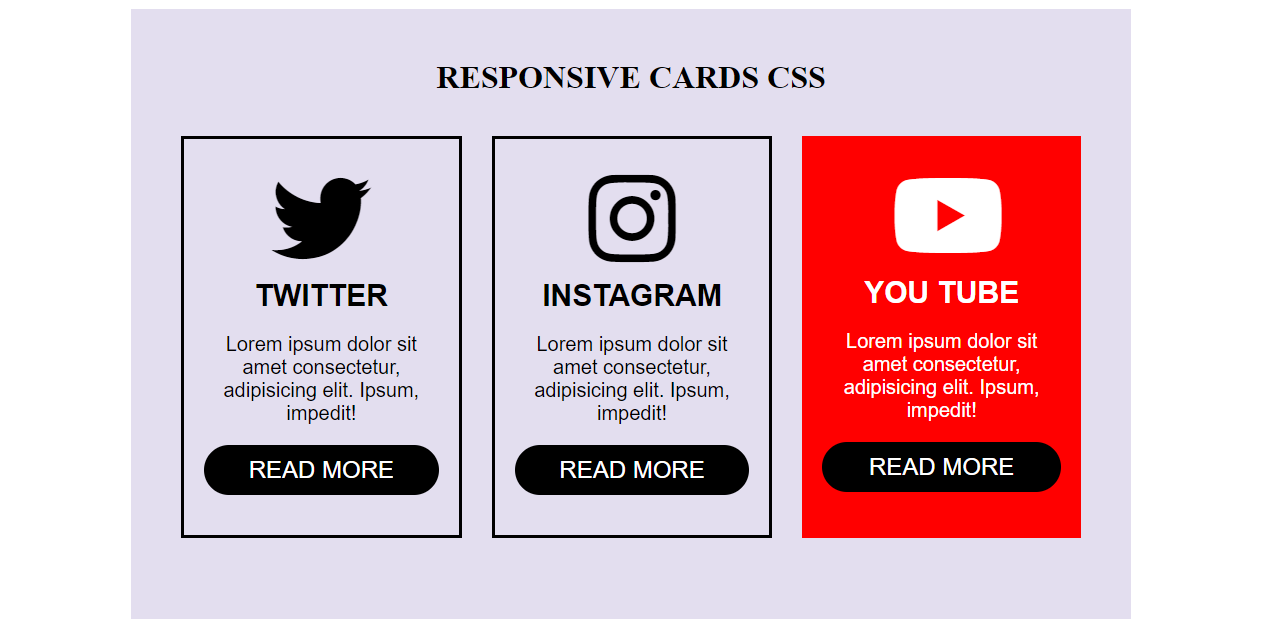 RESPONSIVE CARDS CSS
TWITTER
Lorem ipsum dolor sit
amet consectetur,
adipisicing elit. Ipsum,
impedit!
READ MORE
INSTAGRAM
Lorem ipsum dolor sit
amet consectetur,
adipisicing elit. Ipsum,
impedit!
READ MORE
YOU TUBE
Lorem ipsum dolor sit
amet consectetur,
adipisicing elit. Ipsum,
impedit!
READ MORE